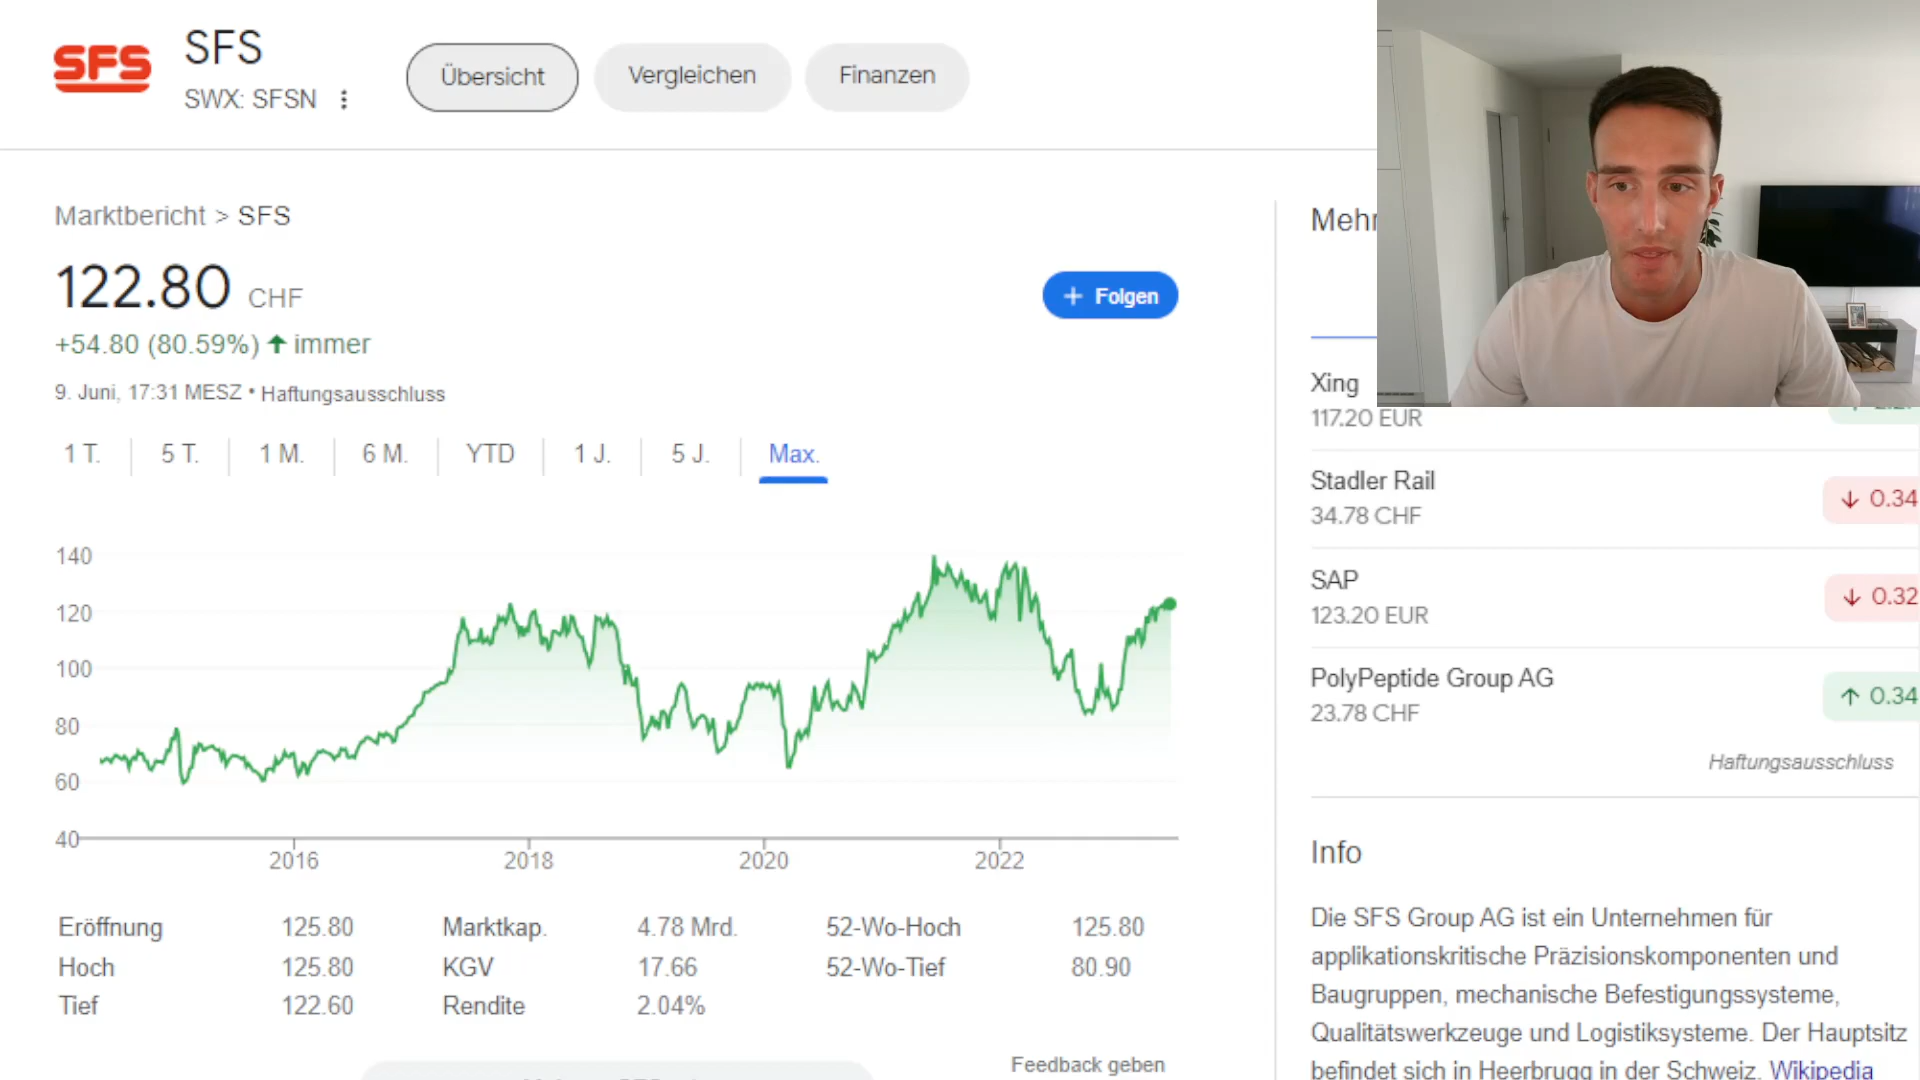 SFS
SFS
SWX: SFSN
Übersicht
Vergleichen
Finanzen
Marktbericht > SFS
122.80 CHF
+54.80 (80.59%) ↑ immer
9. Juni, 17:31 MESZ • Haftungsausschluss
+ Folgen
1 T.
5 T.
1 M.
6 M.
YTD
1 J.
5 J.
Max.
140
120
100
80
60
40
2016
2018
2020
2022
Eröffnung 125.80 Marktkap. 4.78 Mrd. 52-Wo-Hoch 125.80
Hoch 125.80 KGV 17.66 52-Wo-Tief 80.90
Tief 122.60 Rendite 2.04%
Feedback geben
Mehr
Xing
117.20 EUR
Stadler Rail
34.78 CHF
↓ 0.34
SAP
123.20 EUR
↓ 0.32
PolyPeptide Group AG
23.78 CHF
↑ 0.34
Haftungsausschluss
Info
Die SFS Group AG ist ein Unternehmen für
applikationskritische Präzisionskomponenten und
Baugruppen, mechanische Befestigungssysteme,
Qualitätswerkzeuge und Logistiksysteme. Der Hauptsitz
befindet sich in Heerbrugg in der Schweiz. Wikipedia